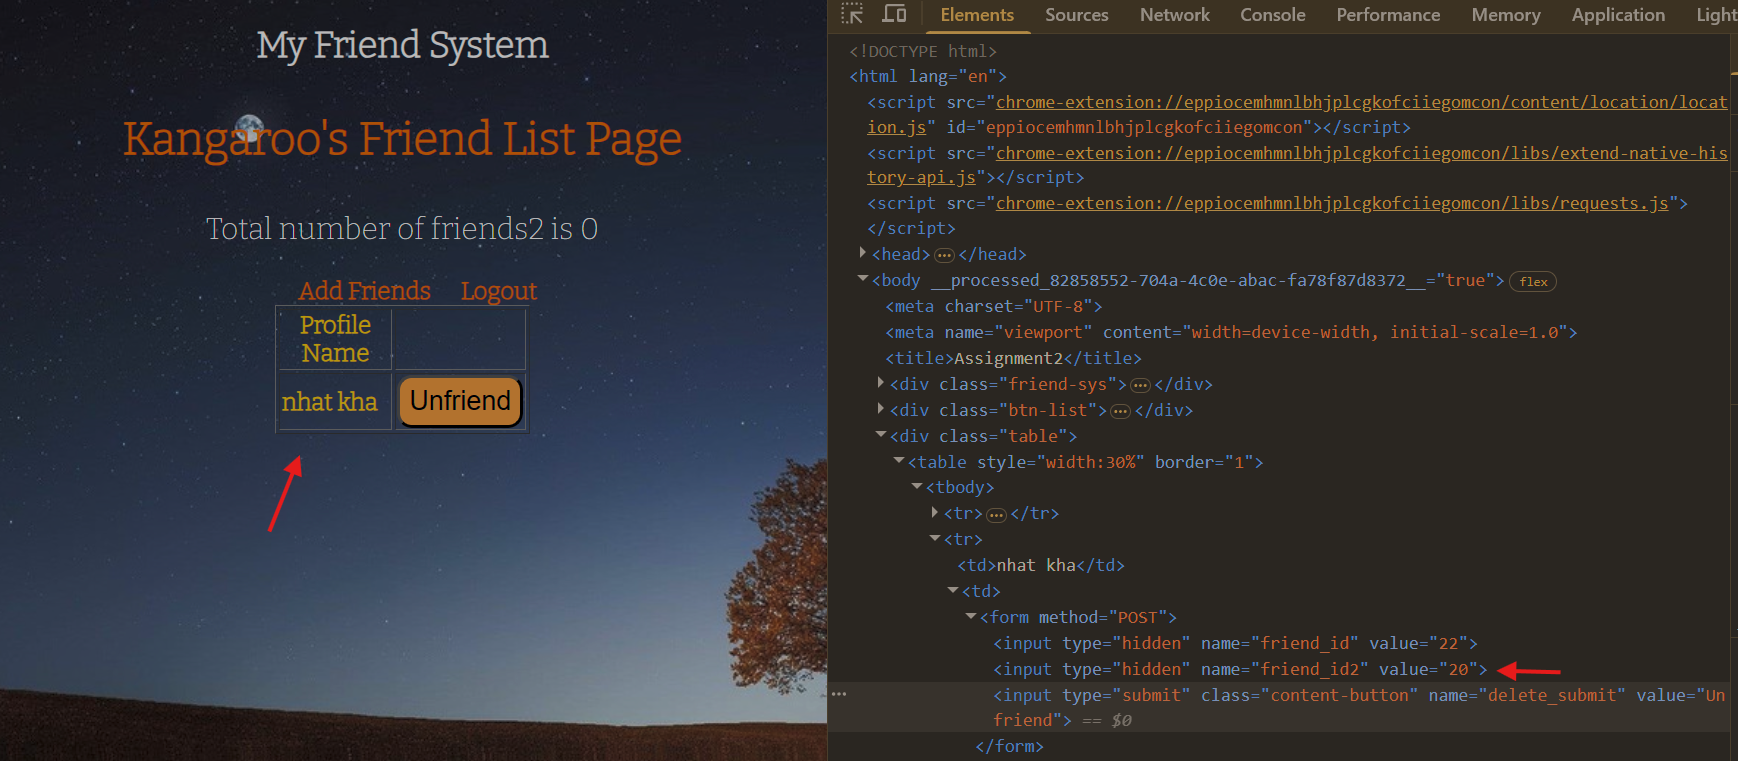 My Friend System
Kangaroo's Friend List Page
Total number of friends2 is 0
Add Friends Logout
Profile
Name
nhat kha Unfriend
Elements Sources Network Console Performance Memory Application Light
<!DOCTYPE html>
<html lang="en">
<script src="chrome-extension://eppiocemhmnlbhjplcgkofciiegomcon/content/locat
ion.js" id="eppiocemhmnlbhjplcgkofciiegomcon"></script>
<script src="chrome-extension://eppiocemhmnlbhjplcgkofciiegomcon/libs/extend-native-his
tory-api.js"></script>
<script src="chrome-extension://eppiocemhmnlbhjplcgkofciiegomcon/libs/requests.js">
</script>
<head>…</head>
<body __processed_82858552-704a-4c0e-abac-fa78f87d8372__="true"> flex
<meta charset="UTF-8">
<meta name="viewport" content="width=device-width, initial-scale=1.0">
<title>Assignment2</title>
<div class="friend-sys">…</div>
<div class="btn-list">…</div>
<div class="table">
<table style="width:30%" border="1">
<tbody>
<tr>…</tr>
<tr>
<td>nhat kha</td>
<td>
<form method="POST">
<input type="hidden" name="friend_id" value="22">
<input type="hidden" name="friend_id2" value="20">
<input type="submit" class="content-button" name="delete_submit" value="Un
friend"> == $0
</form>